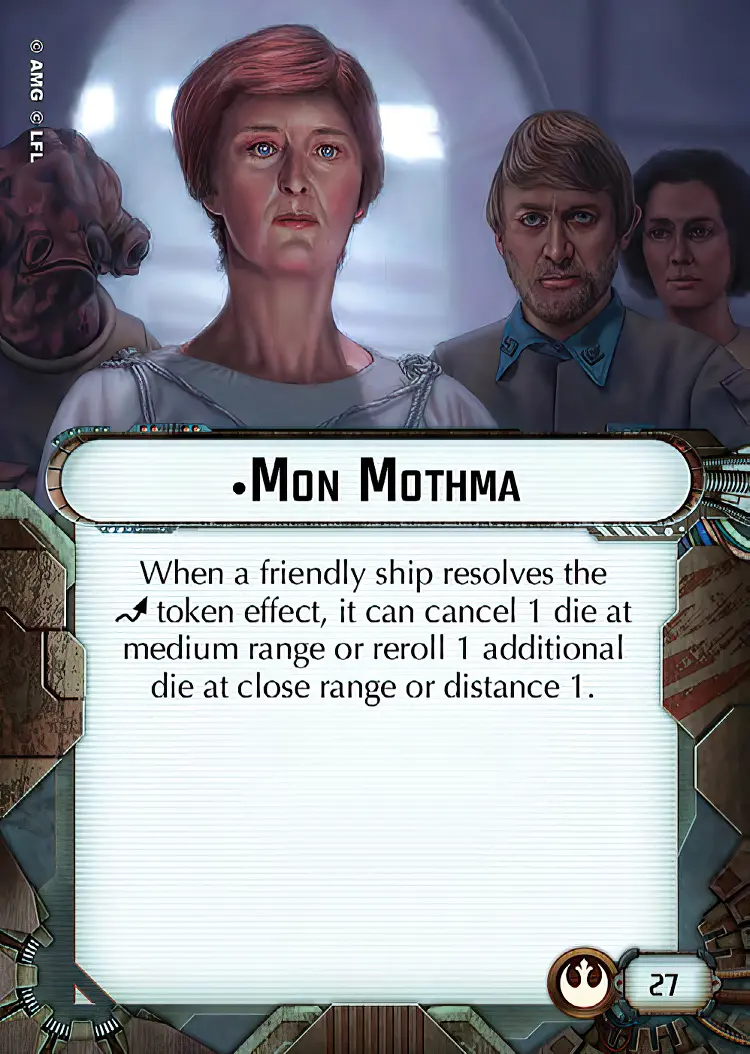 © AMG © LFL
•Mon Mothma
When a friendly ship resolves the
token effect, it can cancel 1 die at
medium range or reroll 1 additional
die at close range or distance 1.
27